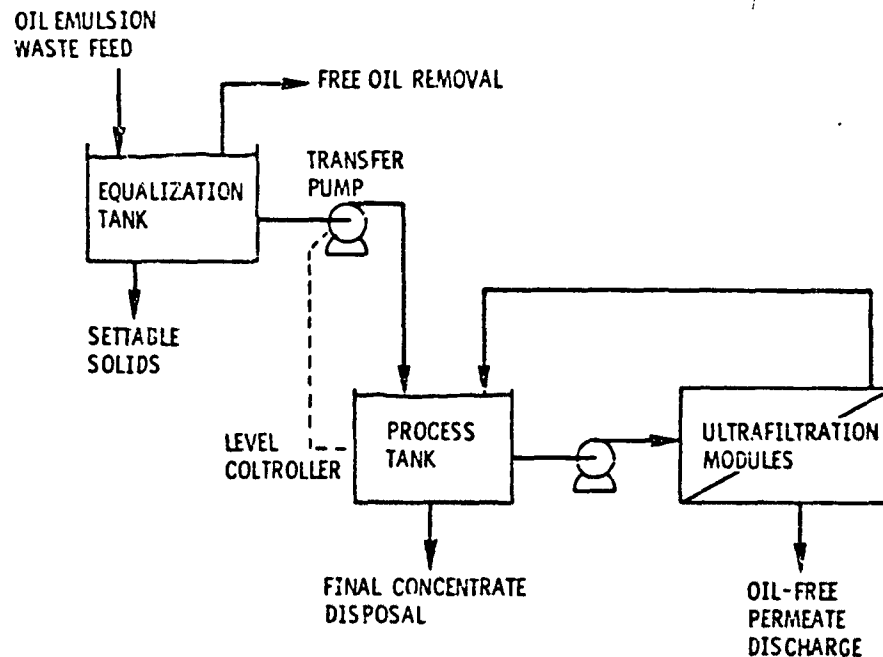 OIL EMULSION
WASTE FEED
FREE OIL REMOVAL
TRANSFER
PUMP
EQUALIZATION
TANK
SETTABLE
SOLIDS
LEVEL
COLTROLLER
PROCESS
TANK
ULTRAFILTRATION
MODULES
FINAL CONCENTRATE
DISPOSAL
OIL-FREE
PERMEATE
DISCHARGE